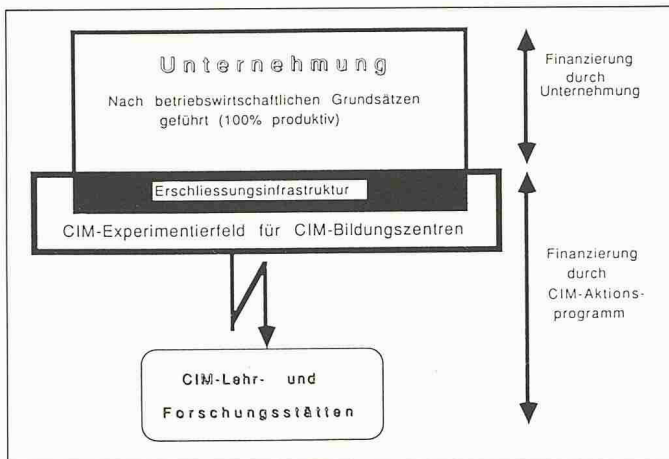 Unternehmung
Nach betriebswirtschaftlichen Grundsätzen
geführt (100% produktiv)
Erschliessungsinfrastruktur
CIM-Experimentierfeld für CIM-Bildungszentren
CIM-Lehr- und
Forschungsstätten
Finanzierung
durch
Unternehmung
Finanzierung
durch
CIM-Aktions-
programm